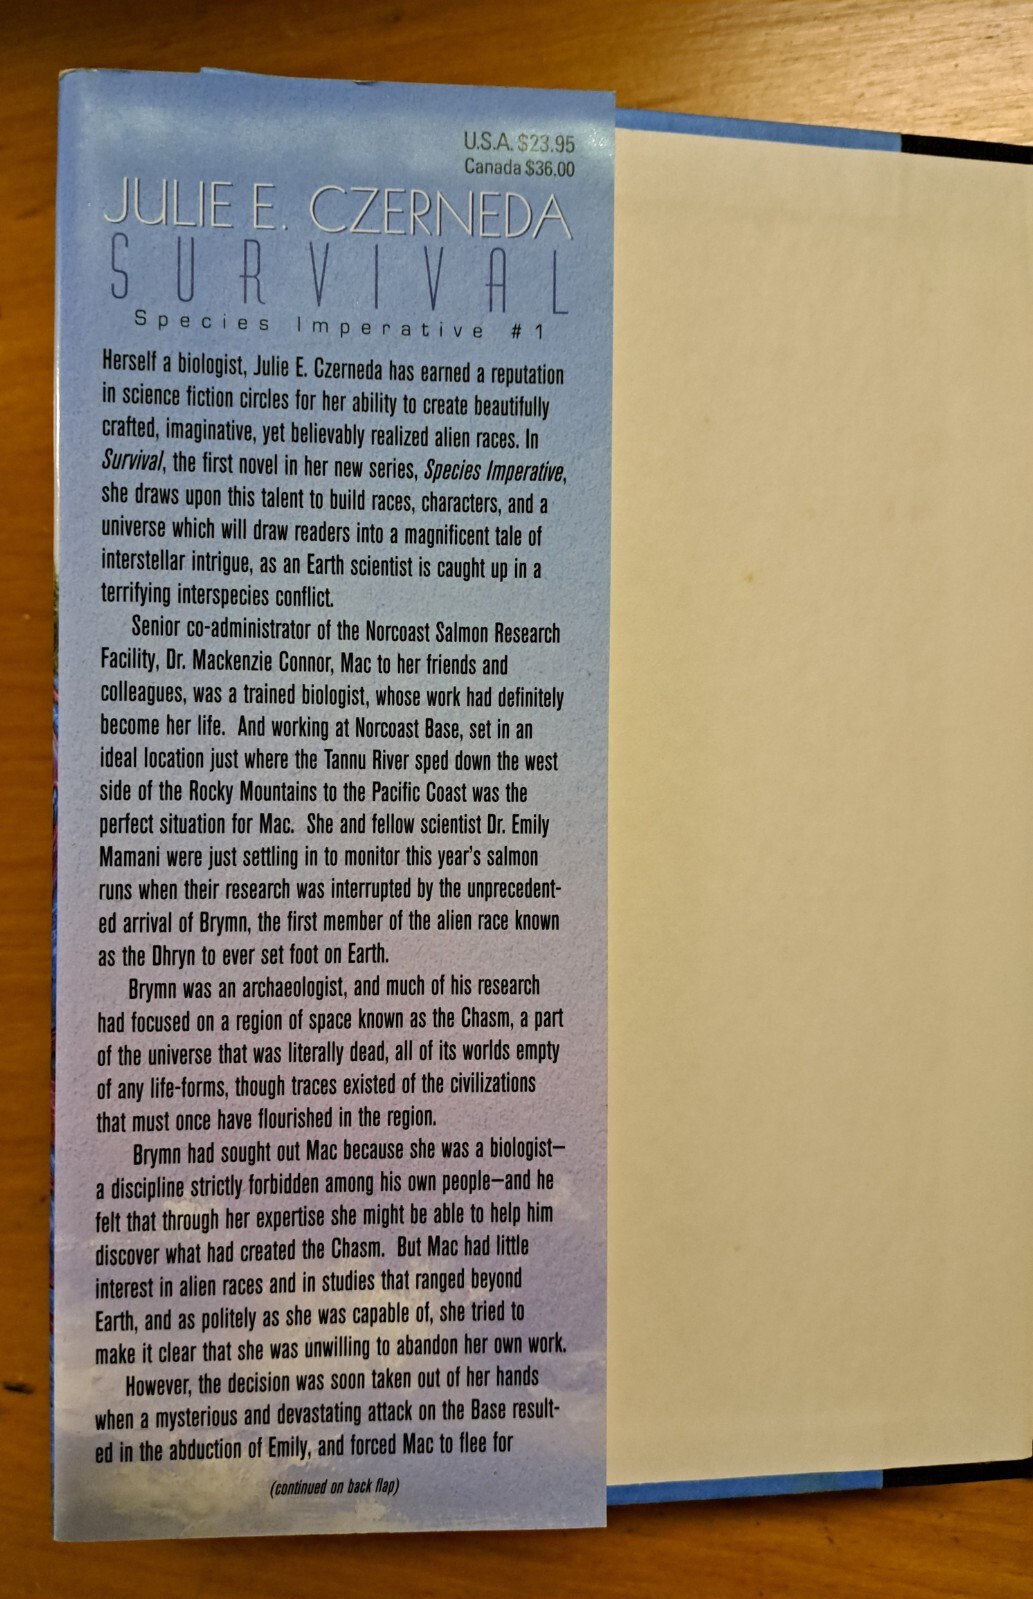 U.S.A. $23.95
Canada $36.00
JULIE E. CZERNEDA
SURVIVAL
Species Imperative #1
Herself a biologist, Julie E. Czerneda has earned a reputation
in science fiction circles for her ability to create beautifully
crafted, imaginative, yet believably realized alien races. In
Survival, the first novel in her new series, Species Imperative,
she draws upon this talent to build races, characters, and a
universe which will draw readers into a magnificent tale of
interstellar intrigue, as an Earth scientist is caught up in a
terrifying interspecies conflict.
Senior co-administrator of the Norcoast Salmon Research
Facility, Dr. Mackenzie Connor, Mac to her friends and
colleagues, was a trained biologist, whose work had definitely
become her life. And working at Norcoast Base, set in an
ideal location just where the Tannu River sped down the west
side of the Rocky Mountains to the Pacific Coast was the
perfect situation for Mac. She and fellow scientist Dr. Emily
Mamani were just settling in to monitor this year's salmon
runs when their research was interrupted by the unprecedent-
ed arrival of Brymn, the first member of the alien race known
as the Dhryn to ever set foot on Earth.
Brymn was an archaeologist, and much of his research
had focused on a region of space known as the Chasm, a part
of the universe that was literally dead, all of its worlds empty
of any life-forms, though traces existed of the civilizations
that must once have flourished in the region.
Brymn had sought out Mac because she was a biologist—
a discipline strictly forbidden among his own people—and he
felt that through her expertise she might be able to help him
discover what had created the Chasm. But Mac had little
interest in alien races and in studies that ranged beyond
Earth, and as politely as she was capable of, she tried to
make it clear that she was unwilling to abandon her own work.
However, the decision was soon taken out of her hands
when a mysterious and devastating attack on the Base result-
ed in the abduction of Emily, and forced Mac to flee for
(continued on back flap)